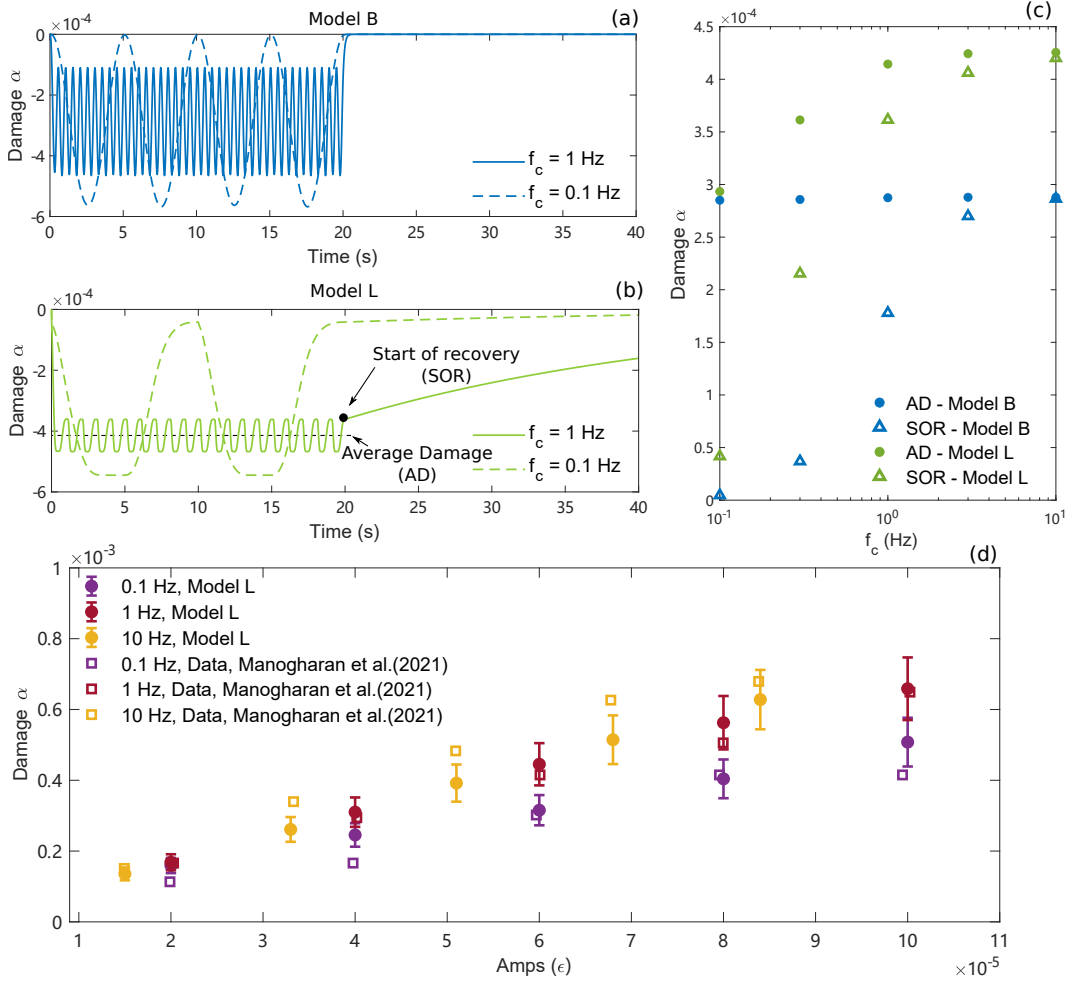 Model B
(a)
×10⁻⁴
0
-2
-4
-6
Damage α
f_c = 1 Hz
f_c = 0.1 Hz
0 5 10 15 20 25 30 35 40
Time (s)
Model L
(b)
×10⁻⁴
0
-2
-4
-6
Damage α
Start of recovery
(SOR)
Average Damage
(AD)
f_c = 1 Hz
f_c = 0.1 Hz
0 5 10 15 20 25 30 35 40
Time (s)
(c)
×10⁻⁴
5
4.5
4
3.5
3
2.5
2
1.5
1
0.5
0
Damage α
AD - Model B
SOR - Model B
AD - Model L
SOR - Model L
10⁻¹ 10⁰ 10¹
f_c (Hz)
(d)
×10⁻³
1
0.8
0.6
0.4
0.2
0
Damage α
0.1 Hz, Model L
1 Hz, Model L
10 Hz, Model L
0.1 Hz, Data, Manogharan et al.(2021)
1 Hz, Data, Manogharan et al.(2021)
10 Hz, Data, Manogharan et al.(2021)
1 2 3 4 5 6 7 8 9 10 11
Amps (ϵ)
×10⁻⁵